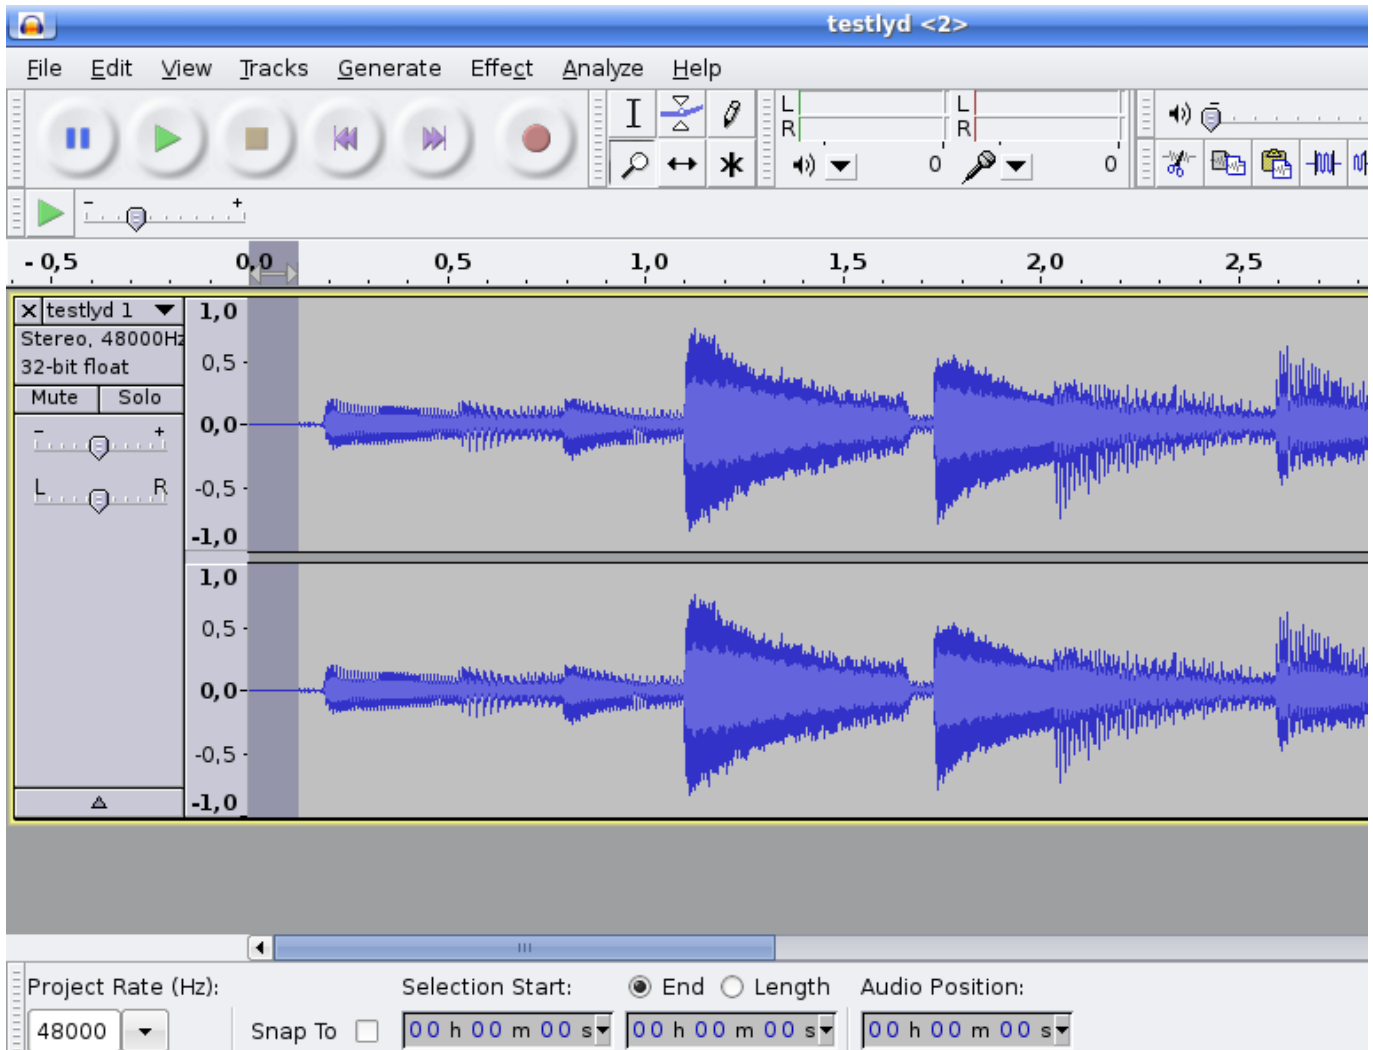 testlyd <2>
File Edit View Tracks Generate Effect Analyze Help
L L
R R
0 0
- +
- 0,5 0,0 0,5 1,0 1,5 2,0 2,5
testlyd 1
Stereo, 48000Hz
32-bit float
Mute Solo
- +
L R
1,0
0,5
0,0
-0,5
-1,0
1,0
0,5
0,0
-0,5
-1,0
Project Rate (Hz): Selection Start: End Length Audio Position:
48000 Snap To 00 h 00 m 00 s 00 h 00 m 00 s 00 h 00 m 00 s